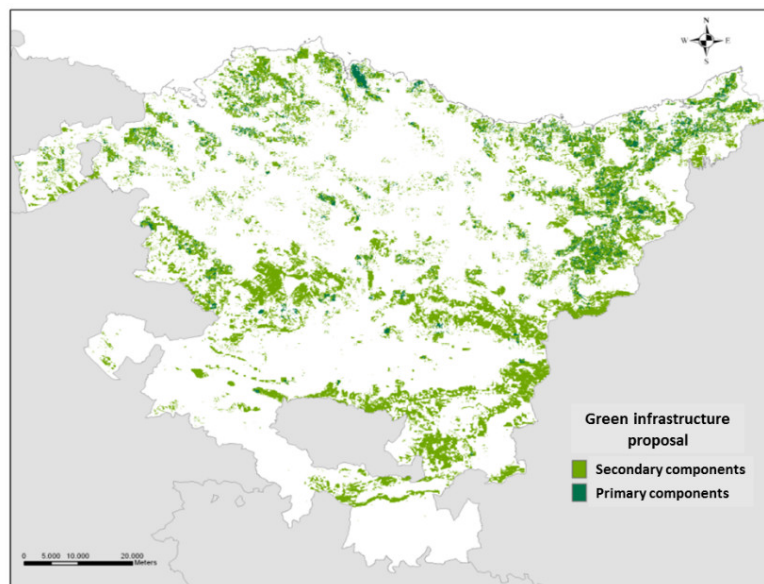 N
W E
S
Green infrastructure
proposal
Secondary components
Primary components
0 5.000 10.000 20.000
Meters